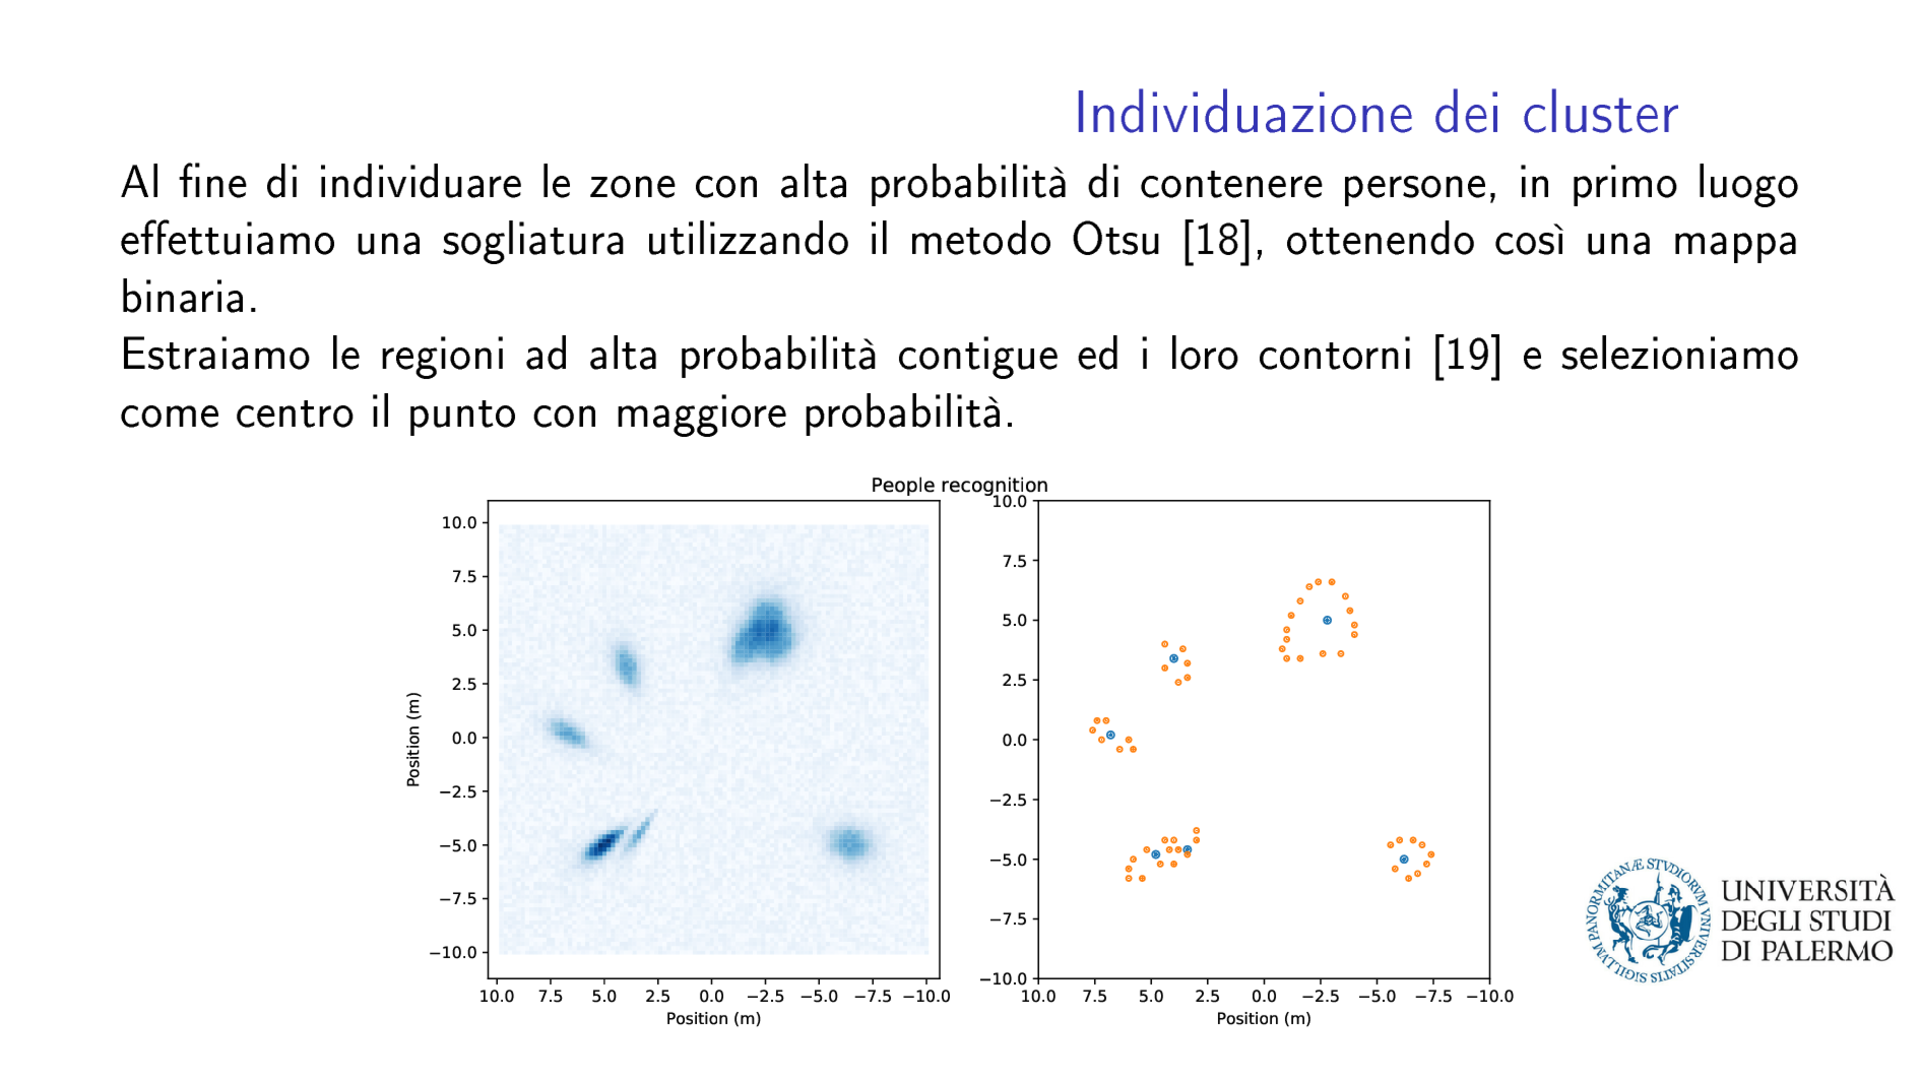 Individuazione dei cluster
Al fine di individuare le zone con alta probabilità di contenere persone, in primo luogo
effettuiamo una sogliatura utilizzando il metodo Otsu [18], ottenendo così una mappa
binaria.
Estraiamo le regioni ad alta probabilità contigue ed i loro contorni [19] e selezioniamo
come centro il punto con maggiore probabilità.
People recognition
10.0
7.5
5.0
2.5
0.0
−2.5
−5.0
−7.5
−10.0
Position (m)
10.0 7.5 5.0 2.5 0.0 −2.5 −5.0 −7.5 −10.0
Position (m)
10.0
7.5
5.0
2.5
0.0
−2.5
−5.0
−7.5
−10.0
10.0 7.5 5.0 2.5 0.0 −2.5 −5.0 −7.5 −10.0
Position (m)
SIGILLVM PANORMITANÆ STVDIORVM VNIVERSITATIS
UNIVERSITÀ
DEGLI STUDI
DI PALERMO